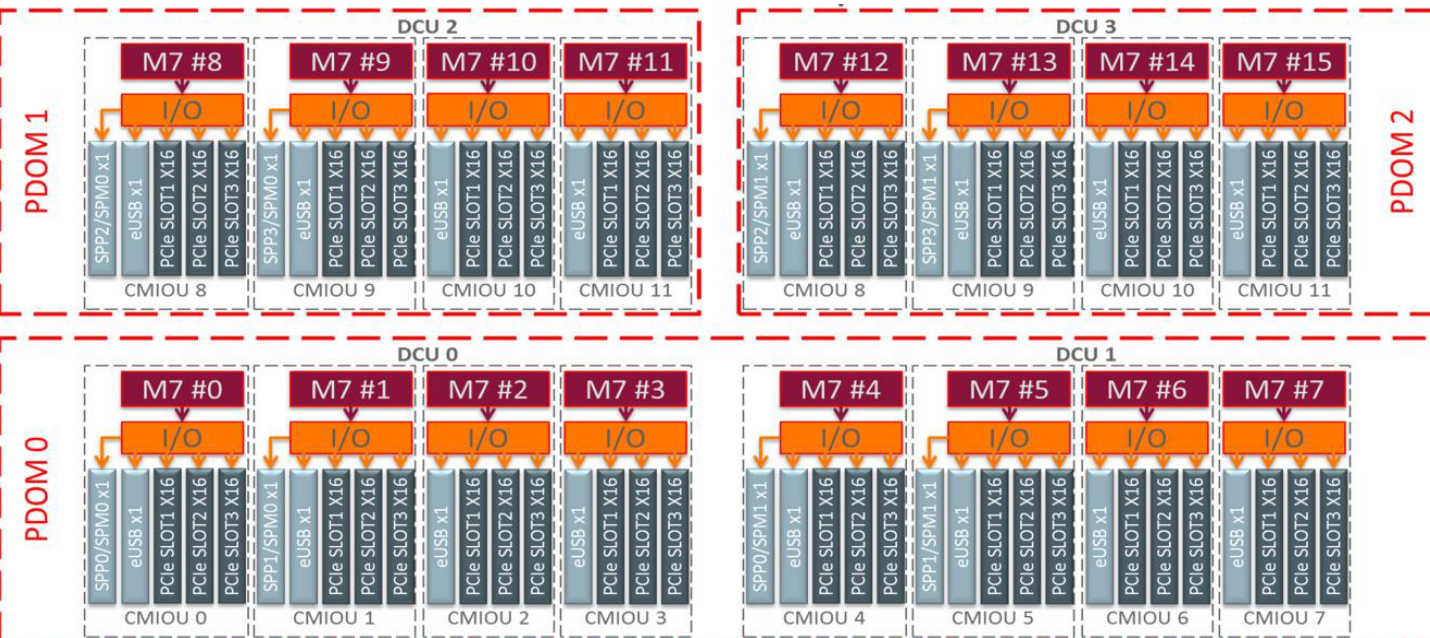 DCU 2
PDOM 1
M7 #8
I/O
SPP2/SPM0 x1
eUSB x1
PCIe SLOT1 X16
PCIe SLOT2 X16
PCIe SLOT3 X16
CMIOU 8
M7 #9
I/O
SPP3/SPM0 x1
eUSB x1
PCIe SLOT1 X16
PCIe SLOT2 X16
PCIe SLOT3 X16
CMIOU 9
M7 #10
I/O
eUSB x1
PCIe SLOT1 X16
PCIe SLOT2 X16
PCIe SLOT3 X16
CMIOU 10
M7 #11
I/O
eUSB x1
PCIe SLOT1 X16
PCIe SLOT2 X16
PCIe SLOT3 X16
CMIOU 11
DCU 3
M7 #12
I/O
SPP2/SPM1 x1
eUSB x1
PCIe SLOT1 X16
PCIe SLOT2 X16
PCIe SLOT3 X16
CMIOU 8
M7 #13
I/O
SPP3/SPM1 x1
eUSB x1
PCIe SLOT1 X16
PCIe SLOT2 X16
PCIe SLOT3 X16
CMIOU 9
M7 #14
I/O
eUSB x1
PCIe SLOT1 X16
PCIe SLOT2 X16
PCIe SLOT3 X16
CMIOU 10
M7 #15
I/O
eUSB x1
PCIe SLOT1 X16
PCIe SLOT2 X16
PCIe SLOT3 X16
CMIOU 11
PDOM 2
DCU 0
PDOM 0
M7 #0
I/O
SPP0/SPM0 x1
eUSB x1
PCIe SLOT1 X16
PCIe SLOT2 X16
PCIe SLOT3 X16
CMIOU 0
M7 #1
I/O
SPP1/SPM0 x1
eUSB x1
PCIe SLOT1 X16
PCIe SLOT2 X16
PCIe SLOT3 X16
CMIOU 1
M7 #2
I/O
eUSB x1
PCIe SLOT1 X16
PCIe SLOT2 X16
PCIe SLOT3 X16
CMIOU 2
M7 #3
I/O
eUSB x1
PCIe SLOT1 X16
PCIe SLOT2 X16
PCIe SLOT3 X16
CMIOU 3
DCU 1
M7 #4
I/O
SPP0/SPM1 x1
eUSB x1
PCIe SLOT1 X16
PCIe SLOT2 X16
PCIe SLOT3 X16
CMIOU 4
M7 #5
I/O
SPP1/SPM1 x1
eUSB x1
PCIe SLOT1 X16
PCIe SLOT2 X16
PCIe SLOT3 X16
CMIOU 5
M7 #6
I/O
eUSB x1
PCIe SLOT1 X16
PCIe SLOT2 X16
PCIe SLOT3 X16
CMIOU 6
M7 #7
I/O
eUSB x1
PCIe SLOT1 X16
PCIe SLOT2 X16
PCIe SLOT3 X16
CMIOU 7